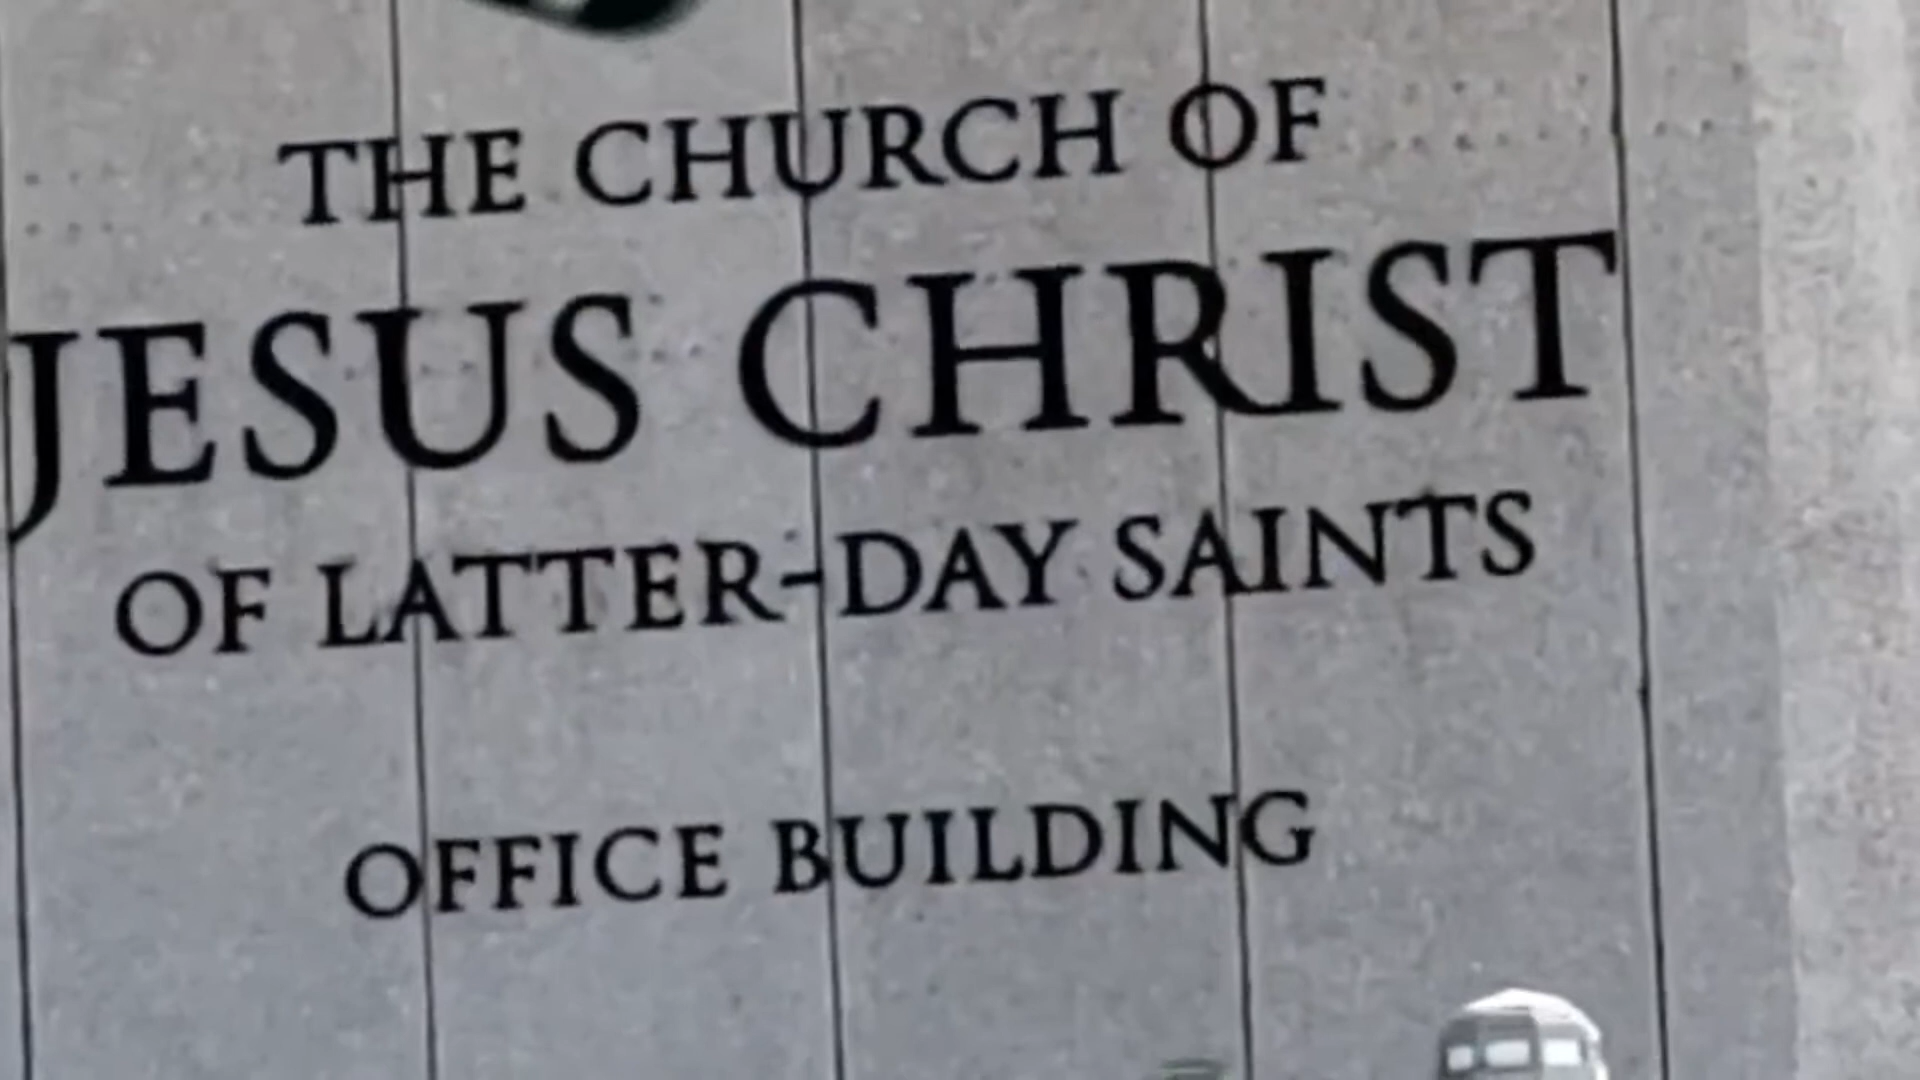 THE CHURCH OF
JESUS CHRIST
OF LATTER-DAY SAINTS
OFFICE BUILDING